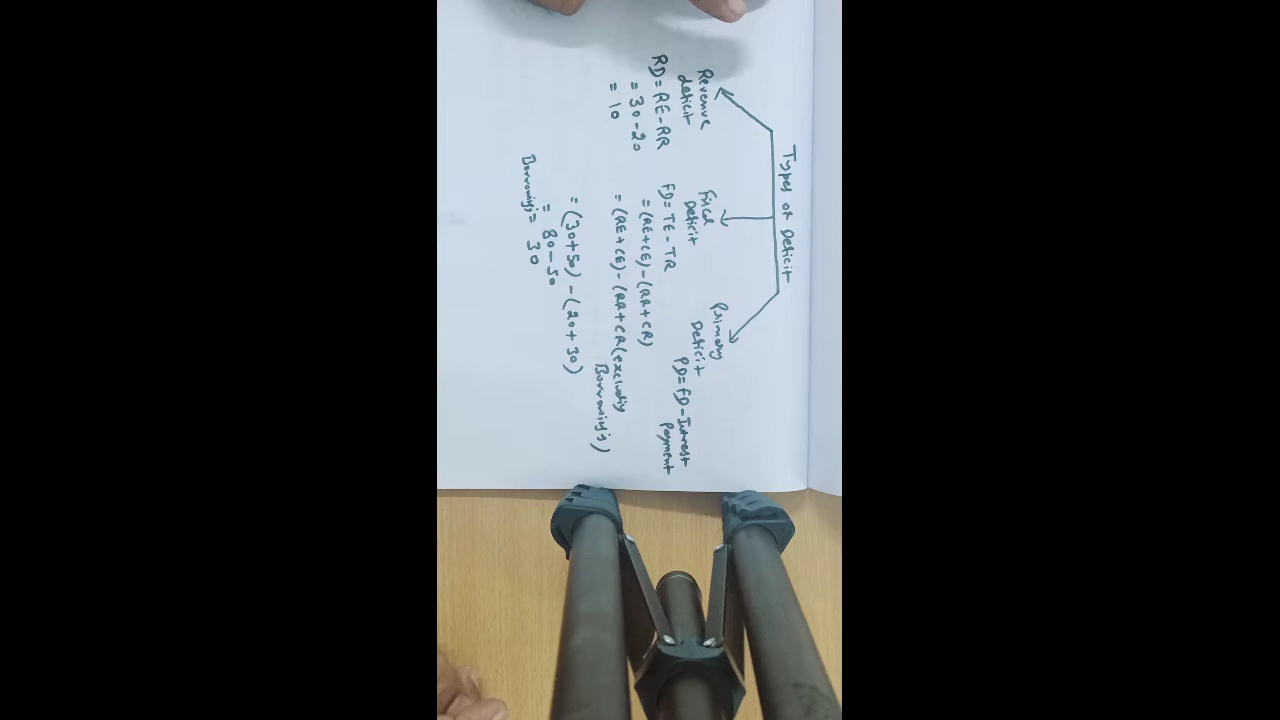 Types of Deficit
Revenue
deficit
RD = RE - RR
= 30 - 20
= 10
Fiscal
Deficit
FD = TE - TR
= (RE + CE) - (RR + CR)
= (RE + CE) - (RR + CR (excluding
Borrowings)
= (30 + 50) - (20 + 30)
= 80 - 50
Borrowings = 30
Primary
Deficit
PD = FD - Interest
Payment